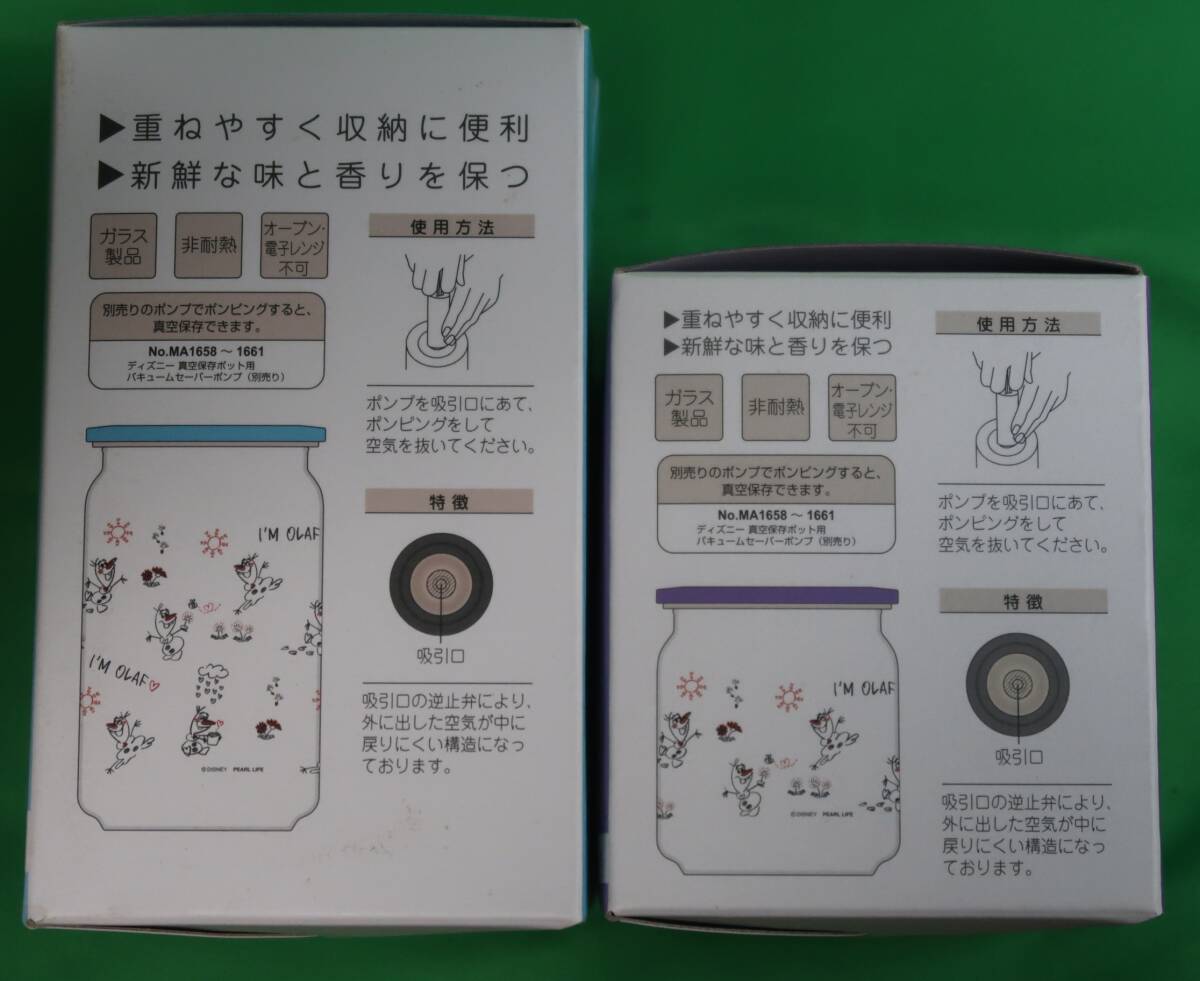 ▶重ねやすく収納に便利
▶新鮮な味と香りを保つ
ガラス
製品
非耐熱
オーブン・
電子レンジ
不可
別売りのポンプでポンピングすると、
真空保存できます。
No.MA1658～1661
ディズニー 真空保存ポット用
バキュームセーバーポンプ（別売り）
使用方法
ポンプを吸引口にあて、
ポンピングをして
空気を抜いてください。
特徴
吸引口
吸引口の逆止弁により、
外に出した空気が中に
戻りにくい構造になっ
ております。
I'M OLAF
I'M OLAF
©DISNEY PEARL LIFE
▶重ねやすく収納に便利
▶新鮮な味と香りを保つ
ガラス
製品
非耐熱
オーブン・
電子レンジ
不可
別売りのポンプでポンピングすると、
真空保存できます。
No.MA1658～1661
ディズニー 真空保存ポット用
バキュームセーバーポンプ（別売り）
使用方法
ポンプを吸引口にあて、
ポンピングをして
空気を抜いてください。
特徴
吸引口
吸引口の逆止弁により、
外に出した空気が中に
戻りにくい構造になっ
ております。
I'M OLAF
©DISNEY PEARL LIFE